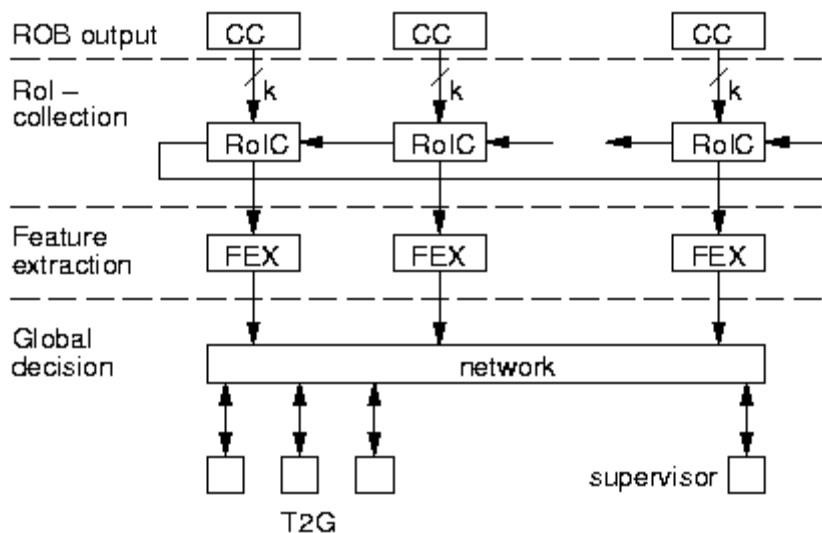 ROB output
CC
CC
CC
k
k
k
RoI –
collection
RoIC
RoIC
RoIC
Feature
extraction
FEX
FEX
FEX
Global
decision
network
supervisor
T2G